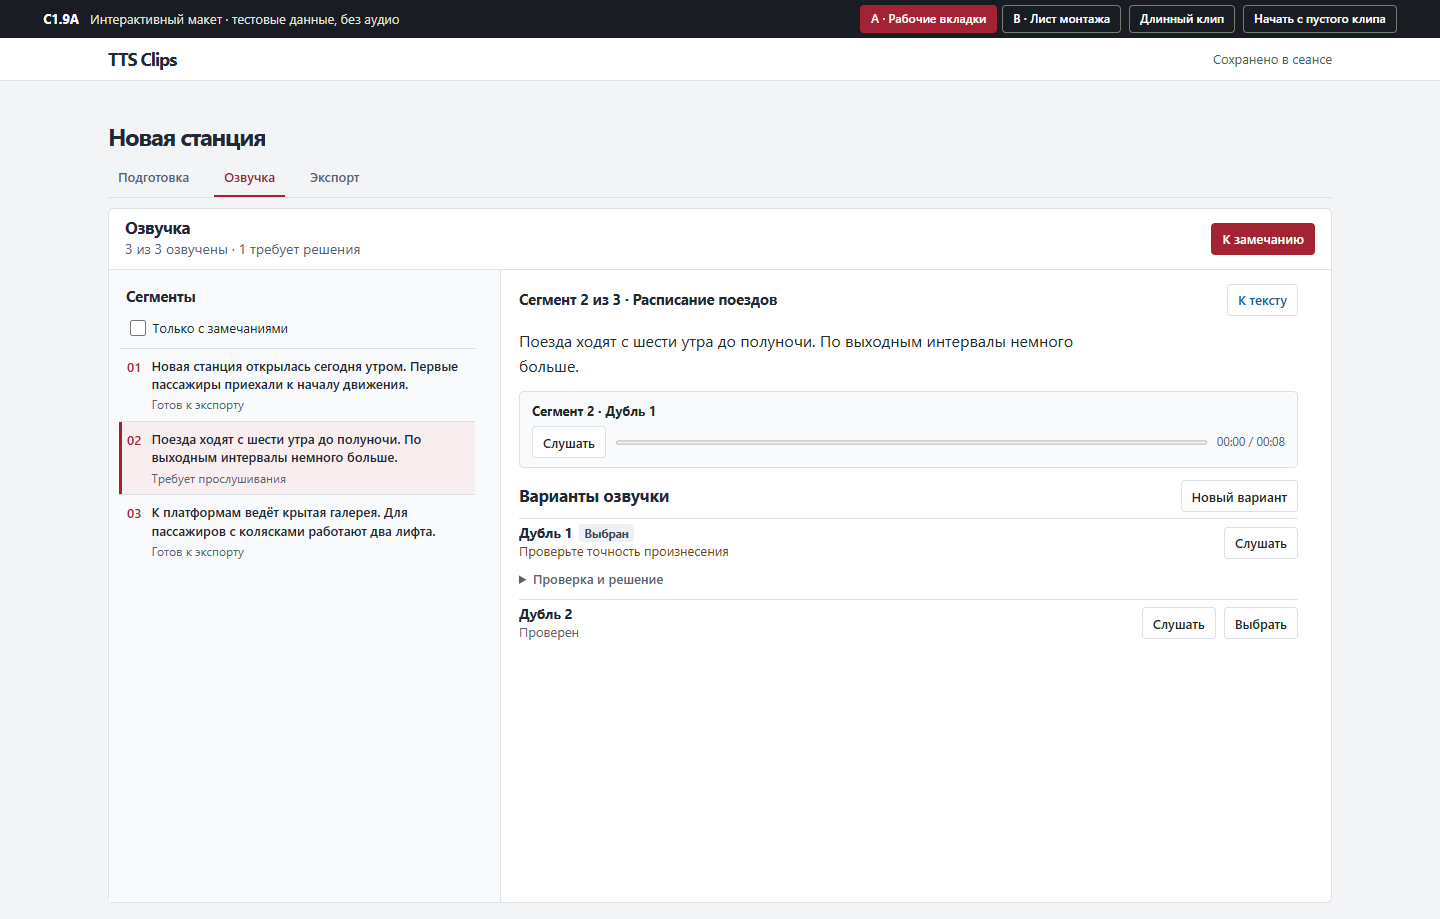 C1.9A Интерактивный макет · тестовые данные, без аудио
A · Рабочие вкладки
B · Лист монтажа
Длинный клип
Начать с пустого клипа
TTS Clips
Сохранено в сеансе
Новая станция
Подготовка
Озвучка
Экспорт
Озвучка
3 из 3 озвучены · 1 требует решения
К замечанию
Сегменты
Только с замечаниями
01 Новая станция открылась сегодня утром. Первые
пассажиры приехали к началу движения.
Готов к экспорту
02 Поезда ходят с шести утра до полуночи. По
выходным интервалы немного больше.
Требует прослушивания
03 К платформам ведёт крытая галерея. Для
пассажиров с колясками работают два лифта.
Готов к экспорту
Сегмент 2 из 3 · Расписание поездов
К тексту
Поезда ходят с шести утра до полуночи. По выходным интервалы немного
больше.
Сегмент 2 · Дубль 1
Слушать
00:00 / 00:08
Варианты озвучки
Новый вариант
Дубль 1 Выбран
Проверьте точность произнесения
Слушать
Проверка и решение
Дубль 2
Проверен
Слушать
Выбрать